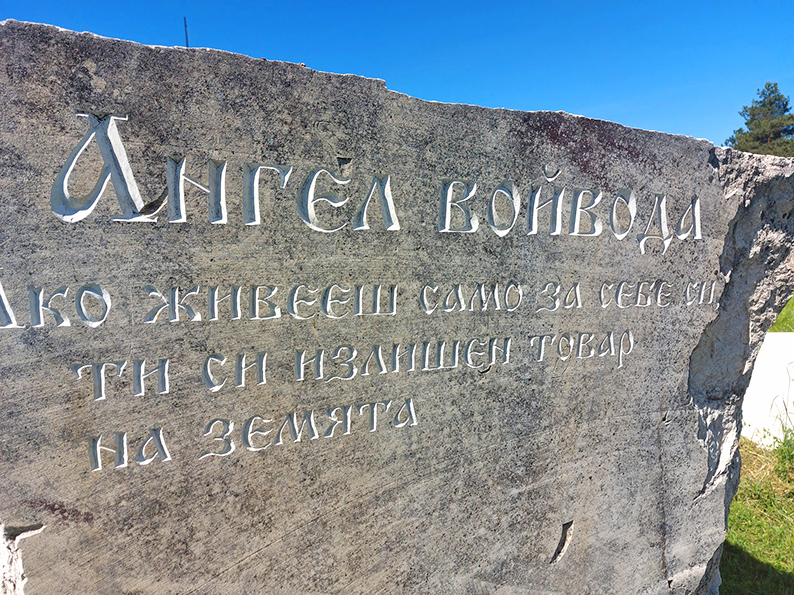 Ангел войвода
Ако живееш само за себе си
ти си излишен товар
на земята